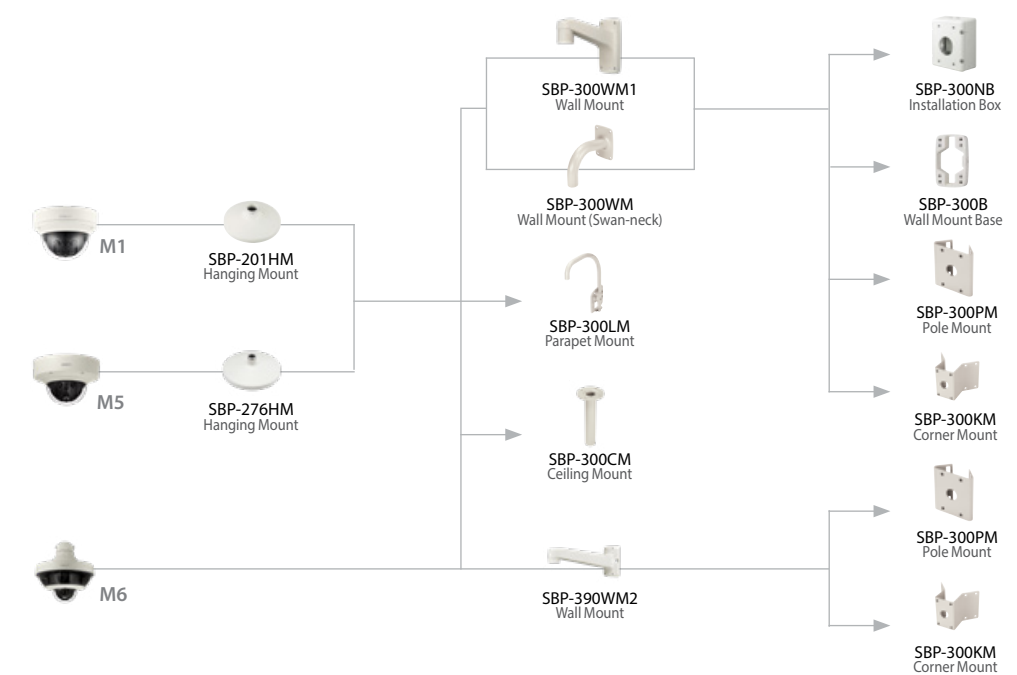 SBP-300WM1
Wall Mount
SBP-300NB
Installation Box
SBP-300WM
Wall Mount (Swan-neck)
SBP-300B
Wall Mount Base
M1
SBP-201HM
Hanging Mount
SBP-300LM
Parapet Mount
SBP-300PM
Pole Mount
M5
SBP-276HM
Hanging Mount
SBP-300CM
Ceiling Mount
SBP-300KM
Corner Mount
SBP-300PM
Pole Mount
M6
SBP-390WM2
Wall Mount
SBP-300KM
Corner Mount